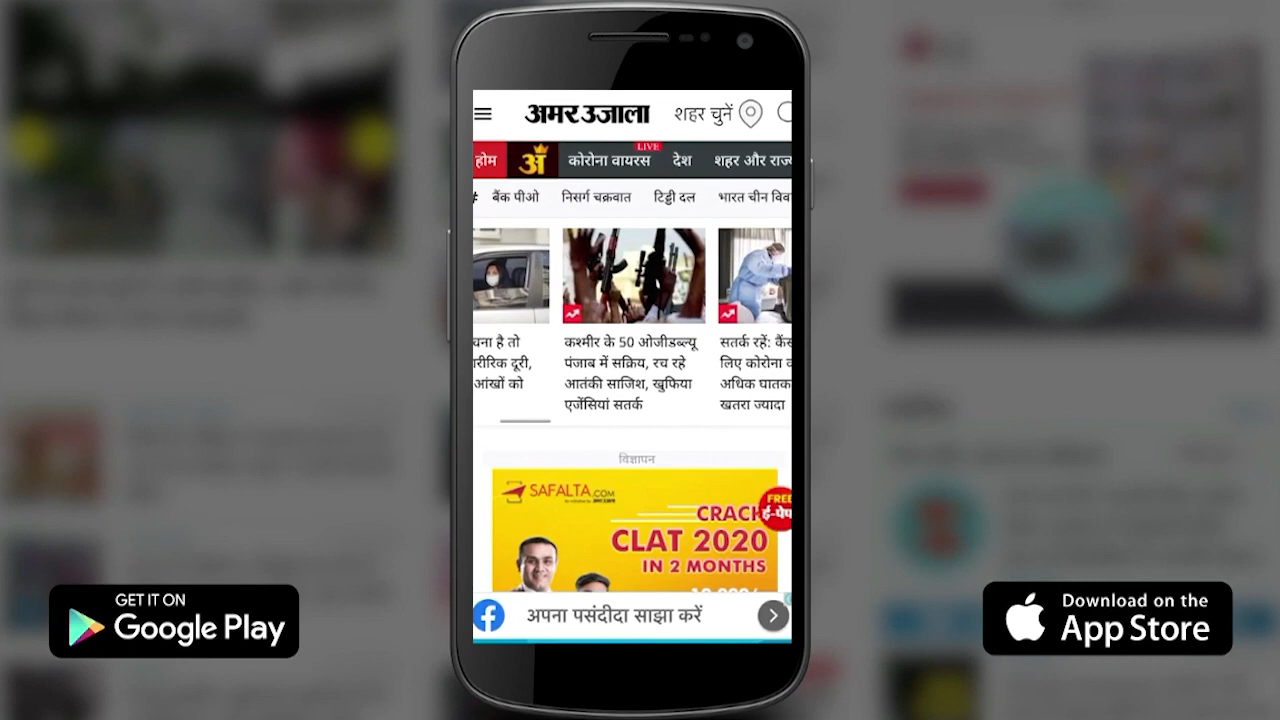 अमर उजाला
शहर चुनें
होम
अं
कोरोना वायरस
LIVE
देश
शहर और राज्य
# बैंक पीओ
निसर्ग चक्रवात
टिड्डी दल
भारत चीन विवा
चना है तो
रीरिक दूरी,
आंखों को
कश्मीर के 50 ओजीडब्ल्यू
पंजाब में सक्रिय, रच रहे
आतंकी साजिश, खुफिया
एजेंसियां सतर्क
सतर्क रहें: कैंस
लिए कोरोना व
अधिक घातक
खतरा ज्यादा
विज्ञापन
SAFALTA.COM
CRACK
CLAT 2020
IN 2 MONTHS
FREE
ई-पेप
अपना पसंदीदा साझा करें
GET IT ON
Google Play
Download on the
App Store